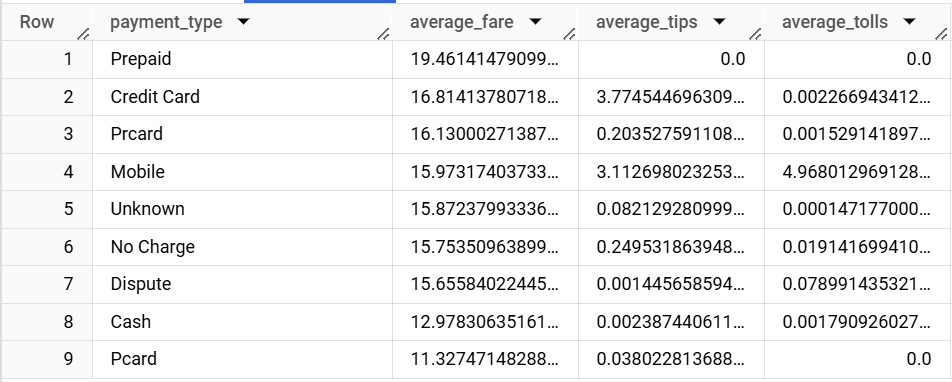 Row payment_type average_fare average_tips average_tolls
1 Prepaid 19.46141479099… 0.0 0.0
2 Credit Card 16.81413780718… 3.774544696309… 0.002266943412…
3 Prcard 16.13000271387… 0.203527591108… 0.001529141897…
4 Mobile 15.97317403733… 3.112698023253… 4.968012969128…
5 Unknown 15.87237993336… 0.082129280999… 0.000147177000…
6 No Charge 15.75350963899… 0.249531863948… 0.019141699410…
7 Dispute 15.65584022445… 0.001445658594… 0.078991435321…
8 Cash 12.97830635161… 0.002387440611… 0.001790926027…
9 Pcard 11.32747148288… 0.038022813688… 0.0